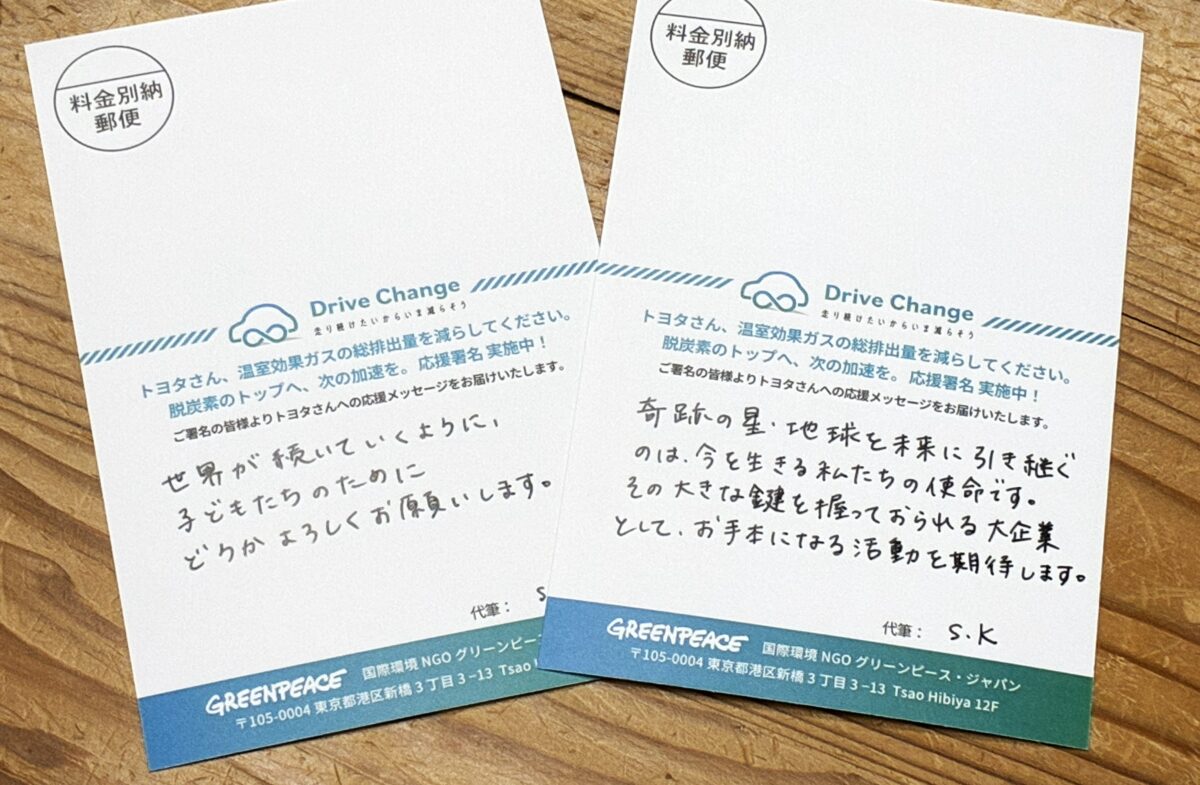 料金別納
郵便
Drive Change
走り続けたいからいま減らそう
トヨタさん、温室効果ガスの総排出量を減らしてください。
脱炭素のトップへ、次の加速を。応援署名 実施中！
ご署名の皆様よりトヨタさんへの応援メッセージをお届けいたします。
世界が続いていくように、
子どもたちのために
どうかよろしくお願いします。
代筆： S.
GREENPEACE 国際環境 NGO グリーンピース・
〒105-0004 東京都港区新橋 3 丁目 3 −13 Tsao
料金別納
郵便
Drive Change
走り続けたいからいま減らそう
トヨタさん、温室効果ガスの総排出量を減らしてください。
脱炭素のトップへ、次の加速を。応援署名 実施中！
ご署名の皆様よりトヨタさんへの応援メッセージをお届けいたします。
奇跡の星・地球を未来に引き継ぐ
のは、今を生きる私たちの使命です。
その大きな鍵を握っておられる大企業
として、お手本になる活動を期待します。
代筆： S.K
GREENPEACE 国際環境 NGO グリーンピース・ジャパン
〒105-0004 東京都港区新橋 3 丁目 3 −13 Tsao Hibiya 12F